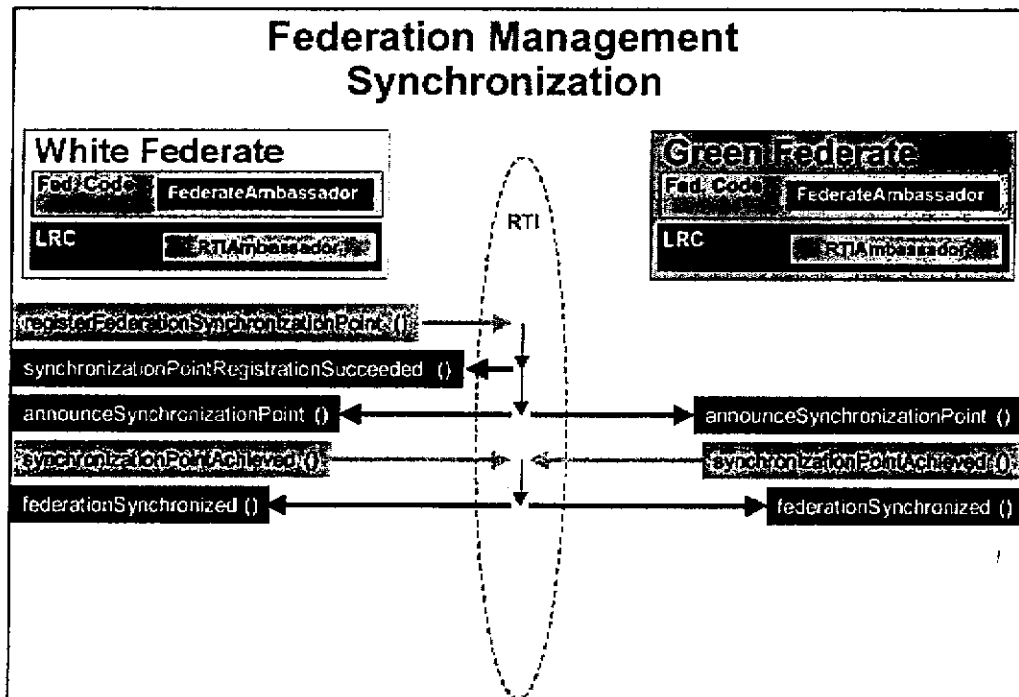 Federation Management
Synchronization
White Federate
Fed. Code
FederateAmbassador
LRC
RTIAmbassador
RTI
Green Federate
Fed. Code
FederateAmbassador
LRC
RTIAmbassador
registerFederationSynchronizationPoint ()
synchronizationPointRegistrationSucceeded ()
announceSynchronizationPoint ()
announceSynchronizationPoint ()
synchronizationPointAchieved ()
synchronizationPointAchieved ()
federationSynchronized ()
federationSynchronized ()